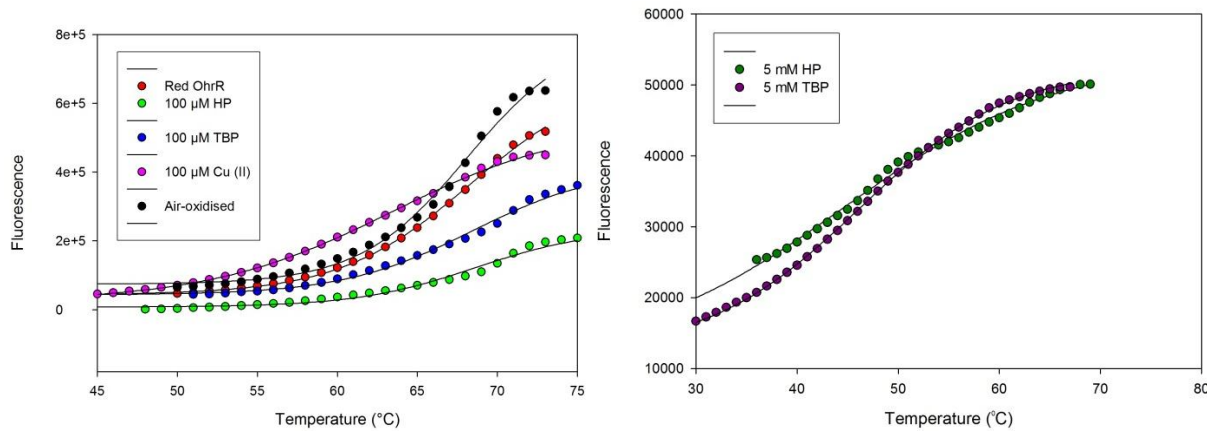 8e+5
6e+5
4e+5
2e+5
0
Fluorescence
Red OhrR
100 µM HP
100 µM TBP
100 µM Cu (II)
Air-oxidised
45 50 55 60 65 70 75
Temperature (°C)
60000
50000
40000
30000
20000
10000
Fluorescence
5 mM HP
5 mM TBP
30 40 50 60 70 80
Temperature (°C)